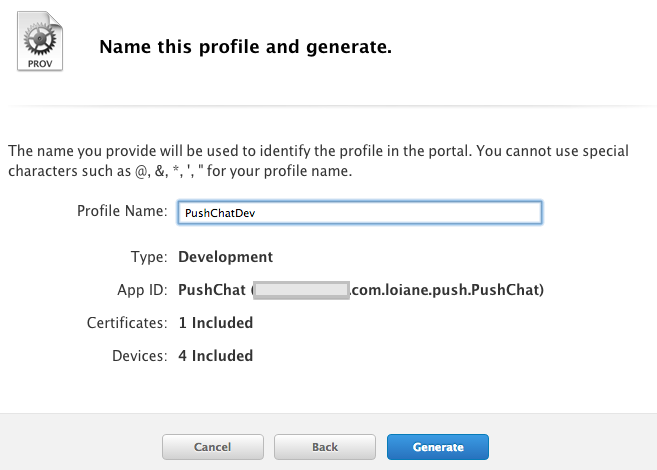 PROV
Name this profile and generate.
The name you provide will be used to identify the profile in the portal. You cannot use special
characters such as @, &, *, ', " for your profile name.
Profile Name: PushChatDev
Type: Development
App ID: PushChat ( .com.loiane.push.PushChat)
Certificates: 1 Included
Devices: 4 Included
Cancel Back Generate